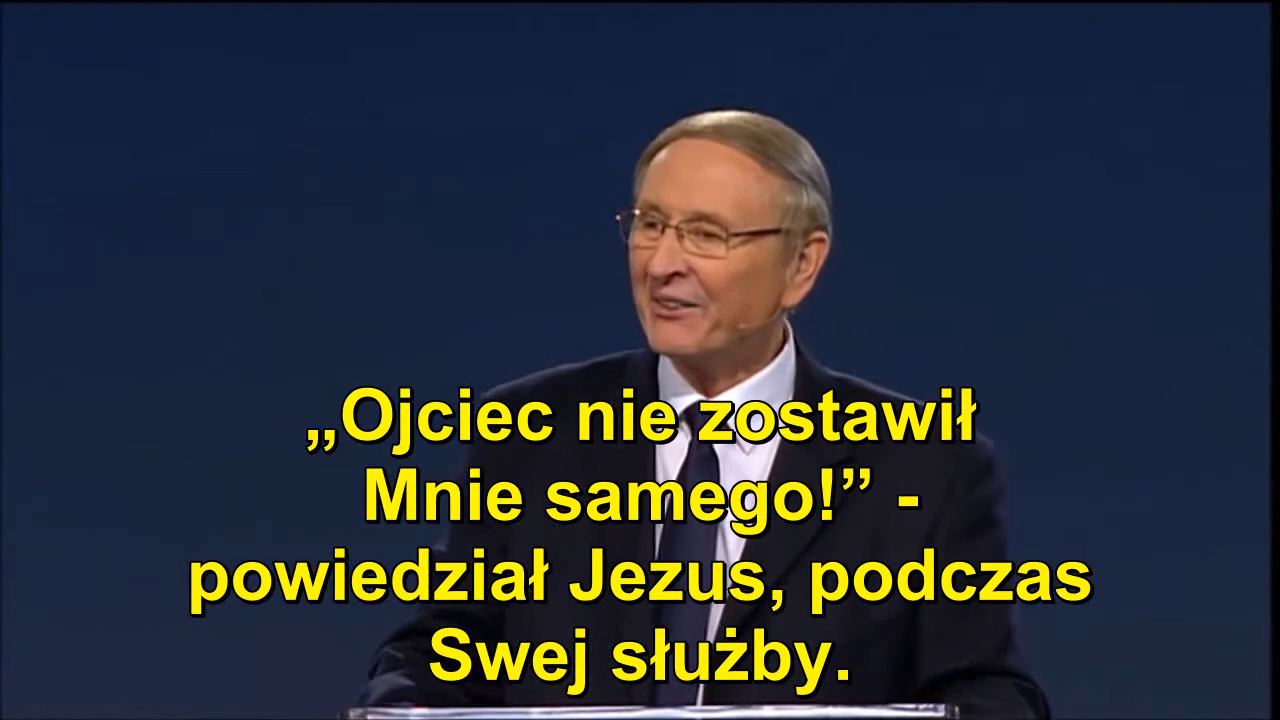 „Ojciec nie zostawił
Mnie samego!” -
powiedział Jezus, podczas
Swej służby.